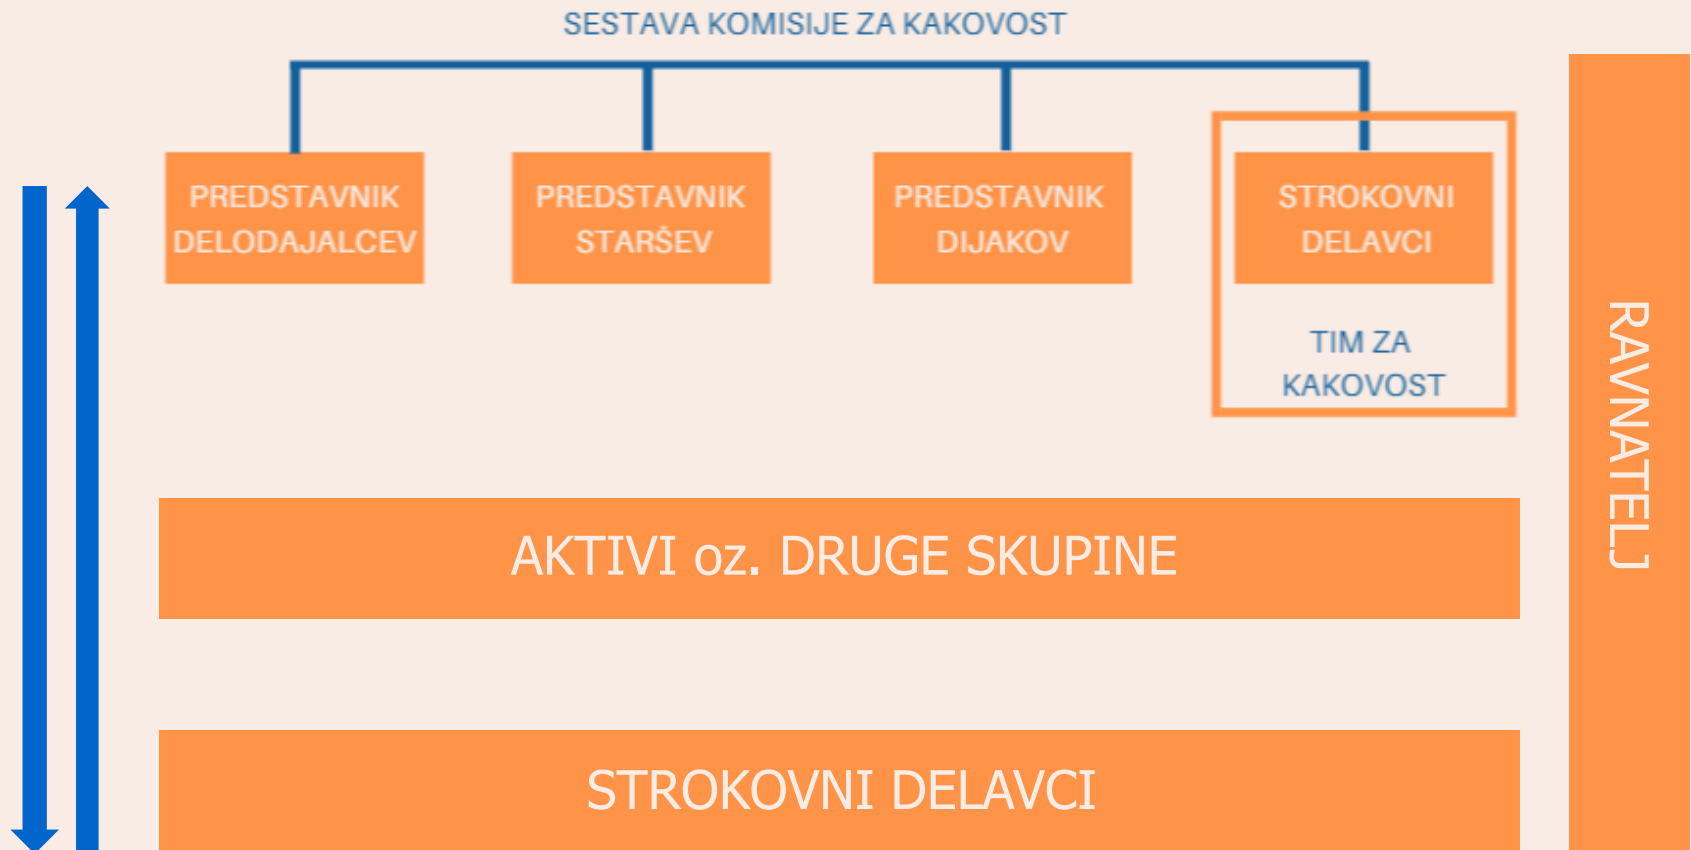 SESTAVA KOMISIJE ZA KAKOVOST
PREDSTAVNIK
DELODAJALCEV
PREDSTAVNIK
STARŠEV
PREDSTAVNIK
DIJAKOV
STROKOVNI
DELAVCI
TIM ZA
KAKOVOST
RAVNATELJ
AKTIVI oz. DRUGE SKUPINE
STROKOVNI DELAVCI